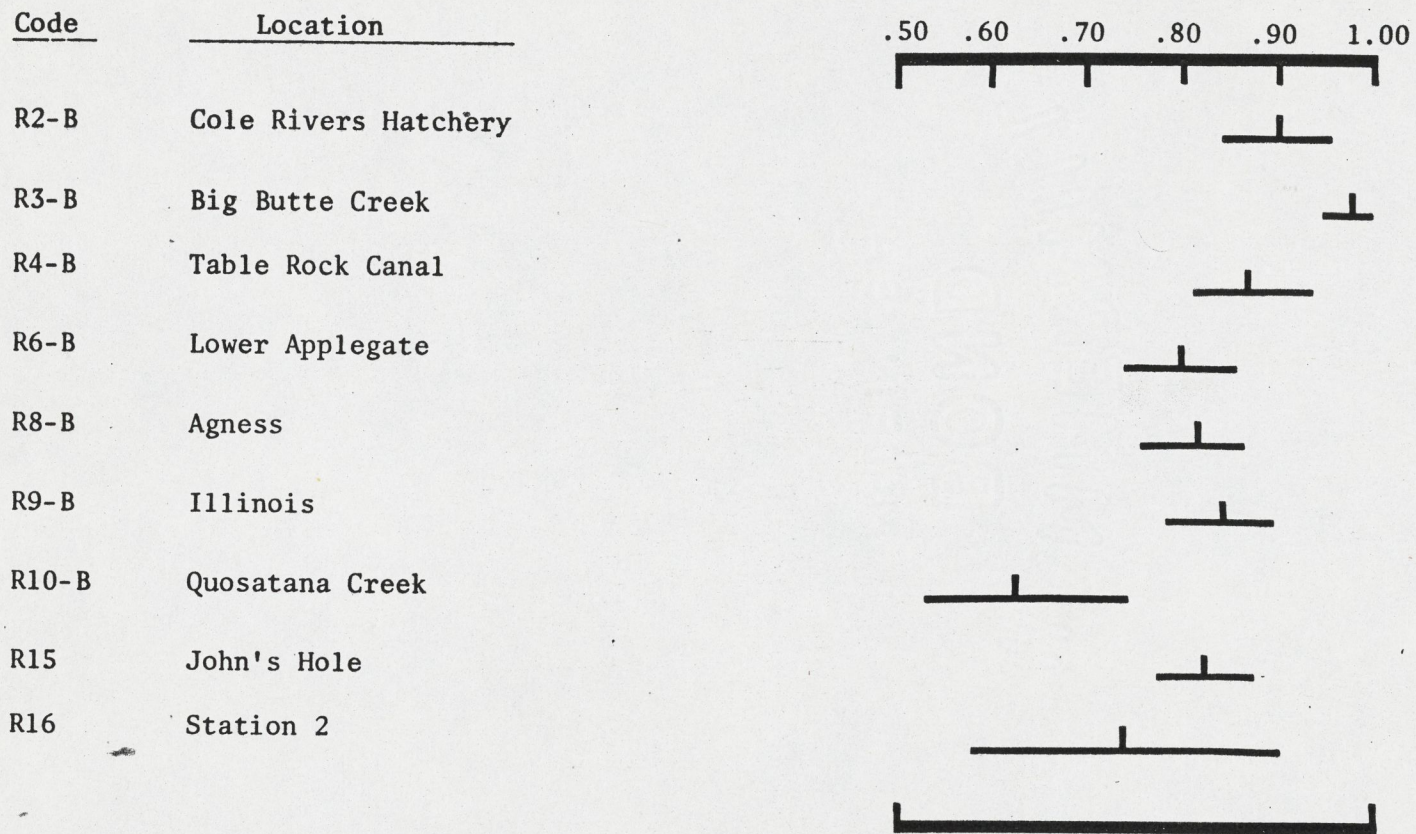 Code Location .50 .60 .70 .80 .90 1.00
R2-B Cole Rivers Hatchery
R3-B Big Butte Creek
R4-B Table Rock Canal
R6-B Lower Applegate
R8-B Agness
R9-B Illinois
R10-B Quosatana Creek
R15 John's Hole
R16 Station 2